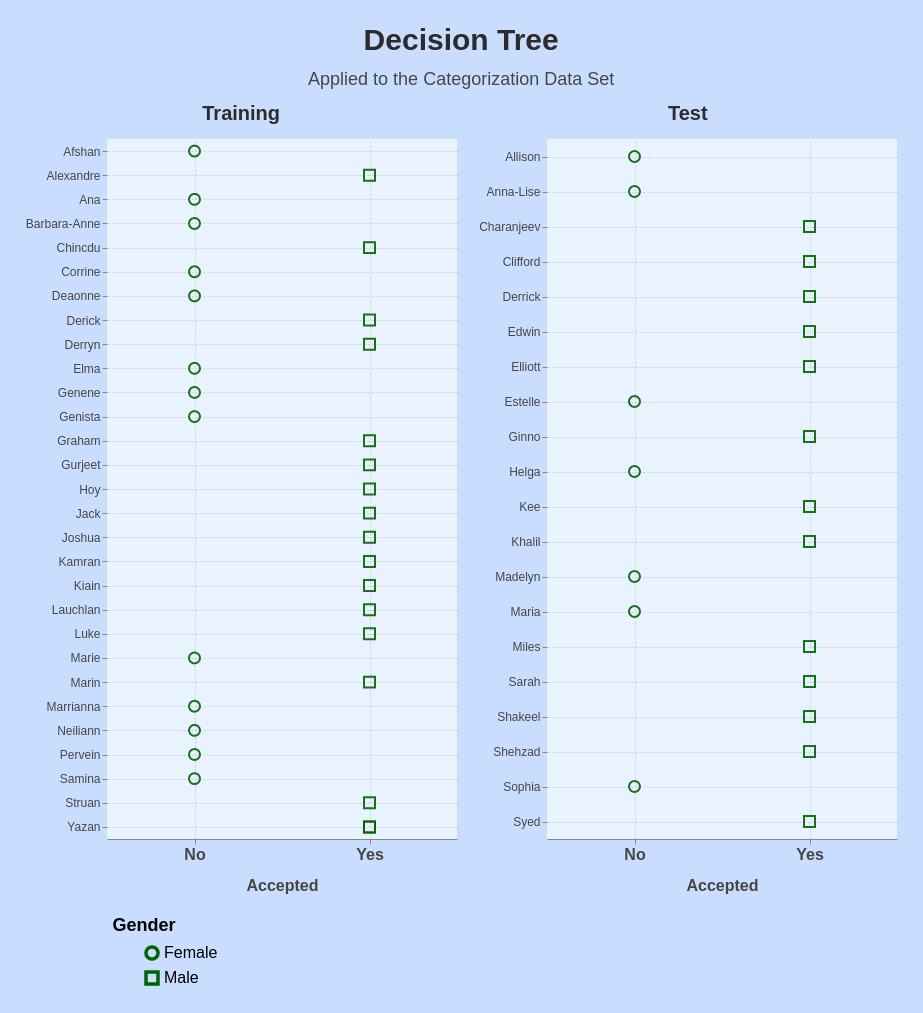 Decision Tree
Applied to the Categorization Data Set
Training
Afshan
Alexandre
Ana
Barbara-Anne
Chincdu
Corrine
Deaonne
Derick
Derryn
Elma
Genene
Genista
Graham
Gurjeet
Hoy
Jack
Joshua
Kamran
Kiain
Lauchlan
Luke
Marie
Marin
Marrianna
Neiliann
Pervein
Samina
Struan
Yazan
No Yes
Accepted
Test
Allison
Anna-Lise
Charanjeev
Clifford
Derrick
Edwin
Elliott
Estelle
Ginno
Helga
Kee
Khalil
Madelyn
Maria
Miles
Sarah
Shakeel
Shehzad
Sophia
Syed
No Yes
Accepted
Gender
Female
Male